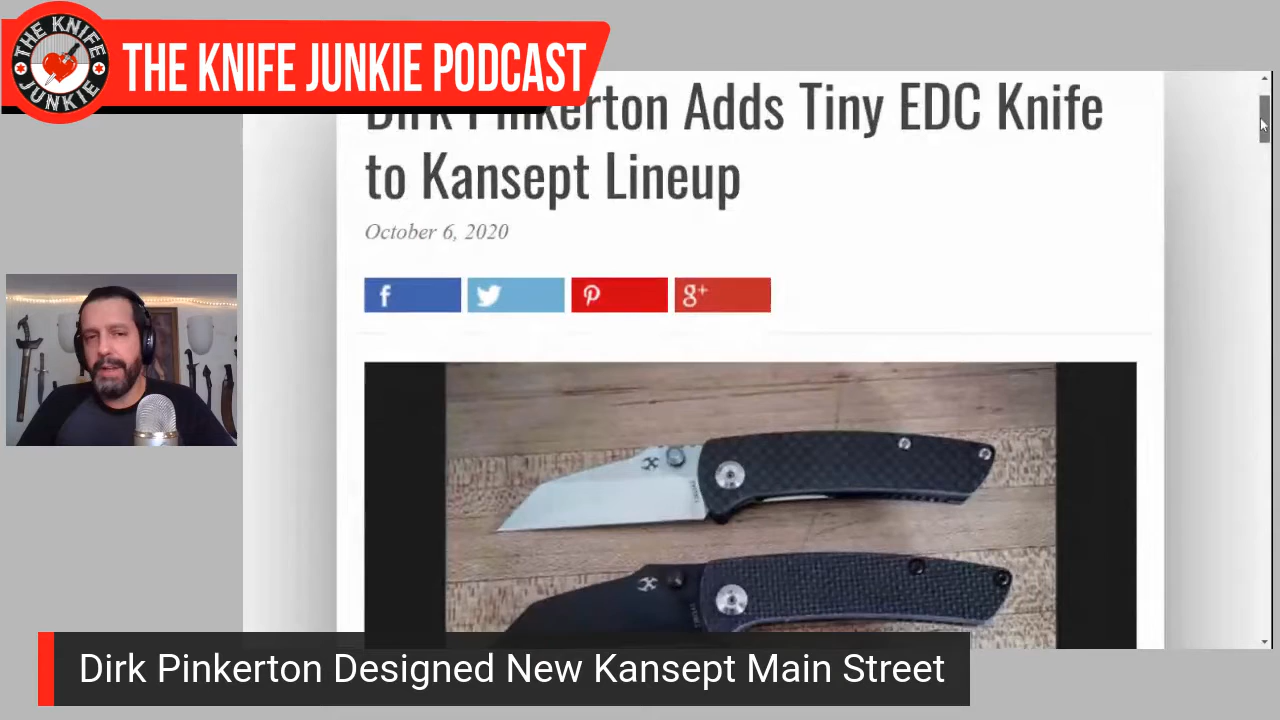 THE KNIFE
JUNKIE
THE KNIFE JUNKIE PODCAST
Dirk Pinkerton Adds Tiny EDC Knife
to Kansept Lineup
October 6, 2020
f
g+
Dirk Pinkerton Designed New Kansept Main Street